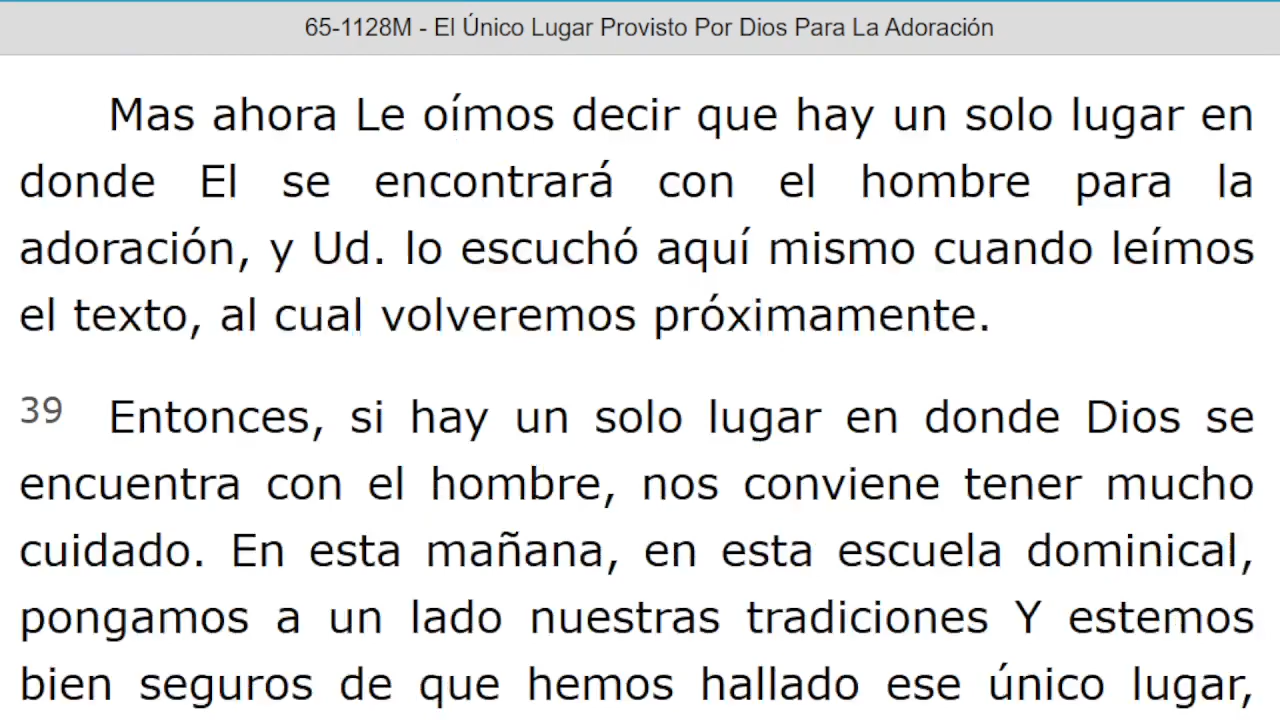 65-1128M - El Único Lugar Provisto Por Dios Para La Adoración
Mas ahora Le oímos decir que hay un solo lugar en
donde El se encontrará con el hombre para la
adoración, y Ud. lo escuchó aquí mismo cuando leímos
el texto, al cual volveremos próximamente.
39 Entonces, si hay un solo lugar en donde Dios se
encuentra con el hombre, nos conviene tener mucho
cuidado. En esta mañana, en esta escuela dominical,
pongamos a un lado nuestras tradiciones Y estemos
bien seguros de que hemos hallado ese único lugar,